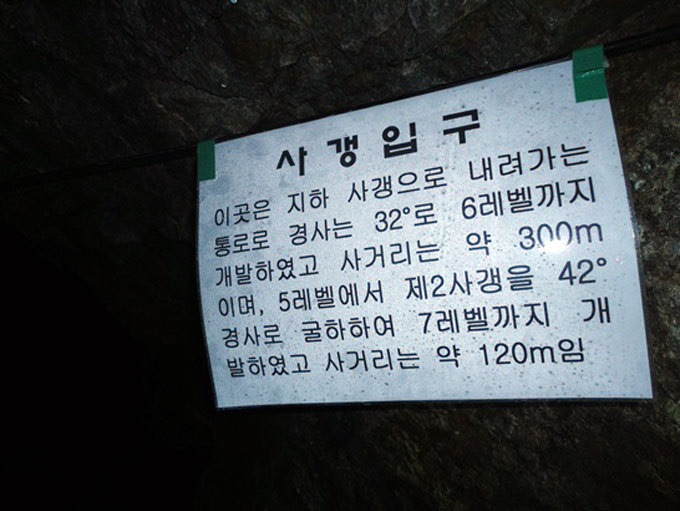 사갱입구
이곳은 지하 사갱으로 내려가는
통로로 경사는 32°로 6레벨까지
개발하였고 사거리는 약 300m
이며, 5레벨에서 제2사갱을 42°
경사로 굴하하여 7레벨까지 개
발하였고 사거리는 약 120m임